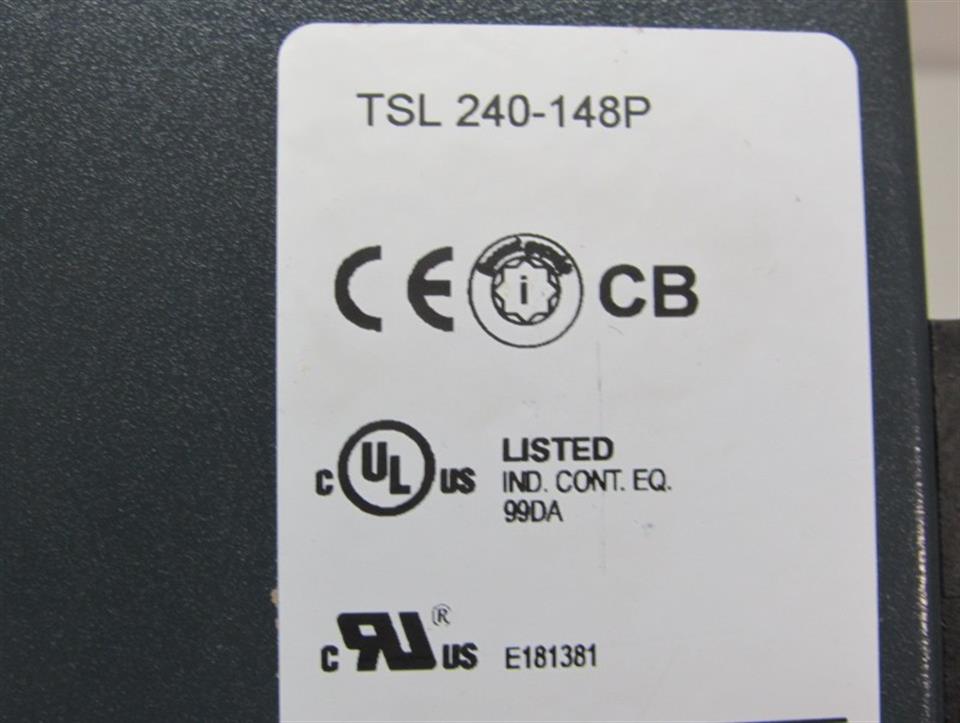 TSL 240-148P
CE i CB
C UL US LISTED
IND. CONT. EQ.
99DA
C RU ® US E181381